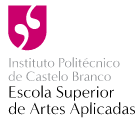 Instituto Politécnico
de Castelo Branco
Escola Superior
de Artes Aplicadas